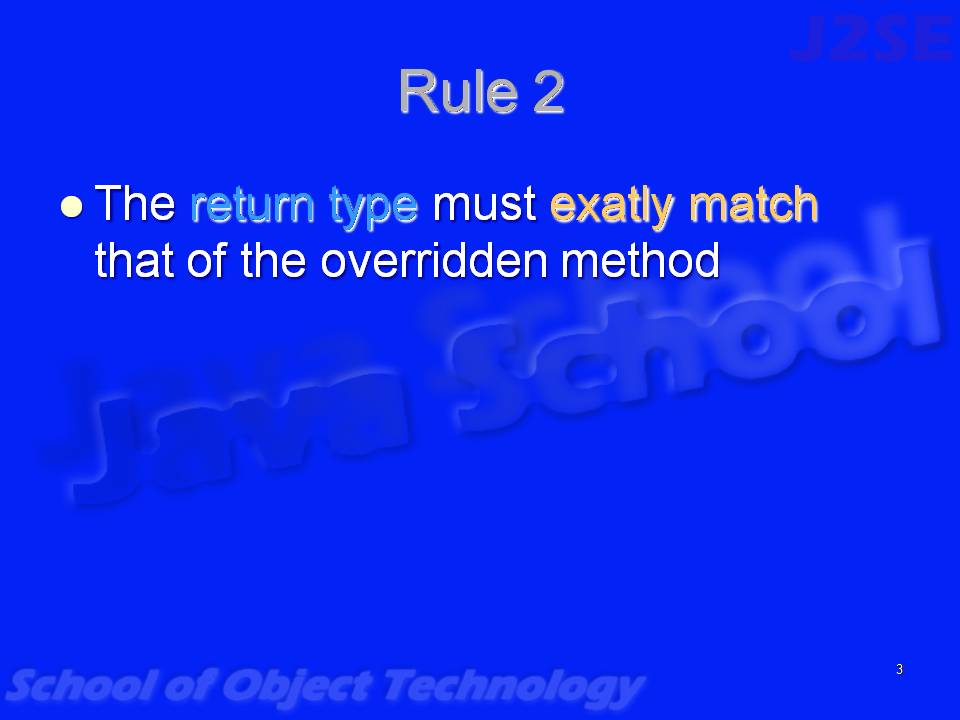 J2SE
Rule 2
The return type must exatly match
that of the overridden method
Java School
School of Object Technology
3